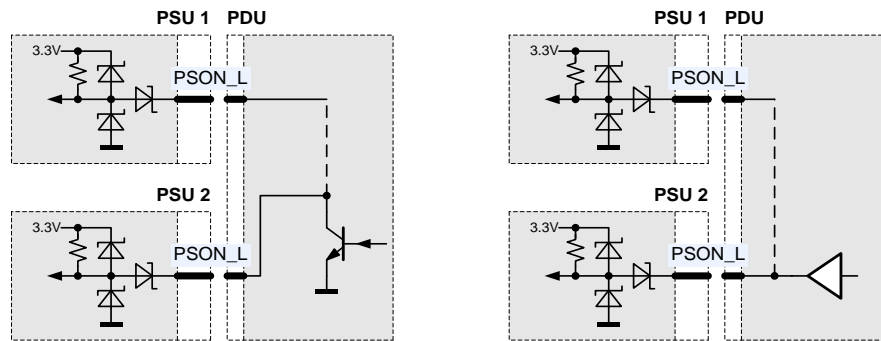 PSU 1 PDU
3.3V
PSON_L
PSU 2
3.3V
PSON_L
PSU 1 PDU
3.3V
PSON_L
PSU 2
3.3V
PSON_L